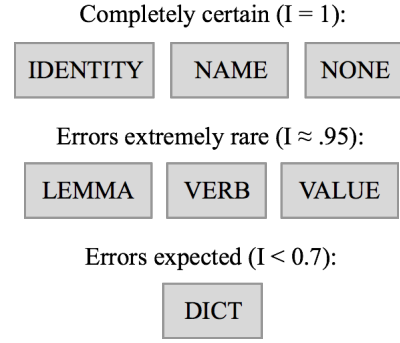 Completely certain (I = 1):
IDENTITY NAME NONE
Errors extremely rare (I ≈ .95):
LEMMA VERB VALUE
Errors expected (I < 0.7):
DICT